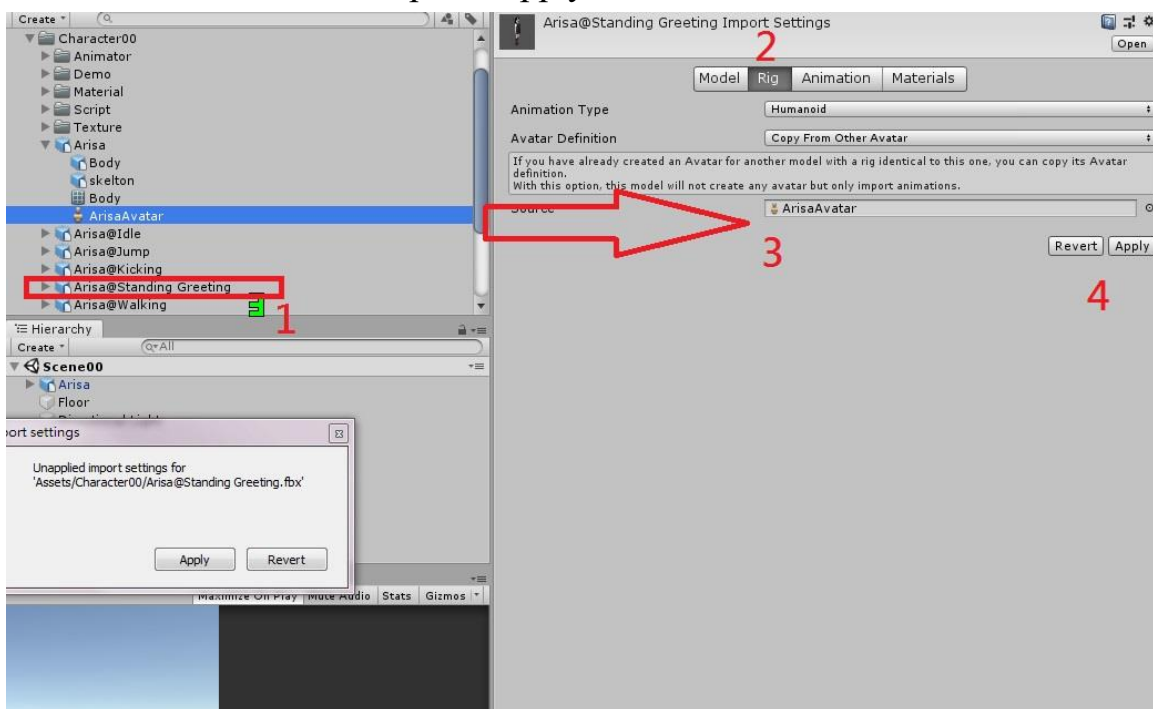 Create
Character00
Animator
Demo
Material
Script
Texture
Arisa
Body
skelton
Body
ArisaAvatar
Arisa@Idle
Arisa@Jump
Arisa@Kicking
Arisa@Standing Greeting
Arisa@Walking
1
Hierarchy
Create All
Scene00
Arisa
Floor
port settings
Unapplied import settings for
'Assets/Character00/Arisa@Standing Greeting.fbx'
Apply Revert
Maximize On Play Mute Audio Stats Gizmos
Arisa@Standing Greeting Import Settings
Open
2
Model Rig Animation Materials
Animation Type Humanoid
Avatar Definition Copy From Other Avatar
If you have already created an Avatar for another model with a rig identical to this one, you can copy its Avatar
definition.
With this option, this model will not create any avatar but only import animations.
Source ArisaAvatar
3
Revert Apply
4